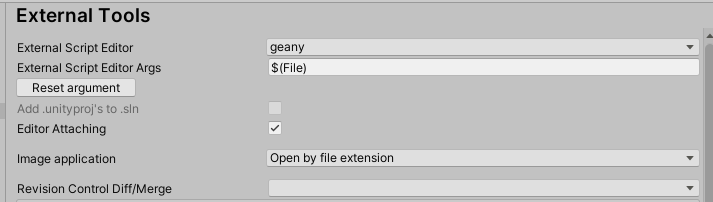 External Tools
External Script Editor geany
External Script Editor Args $(File)
Reset argument
Add .unityproj's to .sln
Editor Attaching
Image application Open by file extension
Revision Control Diff/Merge